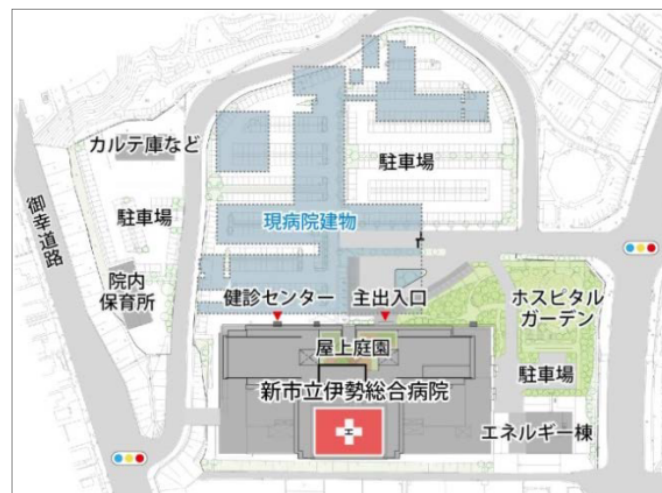 カルテ庫など
駐車場
御幸道路
駐車場
現病院建物
院内
保育所
健診センター
主出入口
ホスピタル
ガーデン
屋上庭園
駐車場
新市立伊勢総合病院
H
エネルギー棟